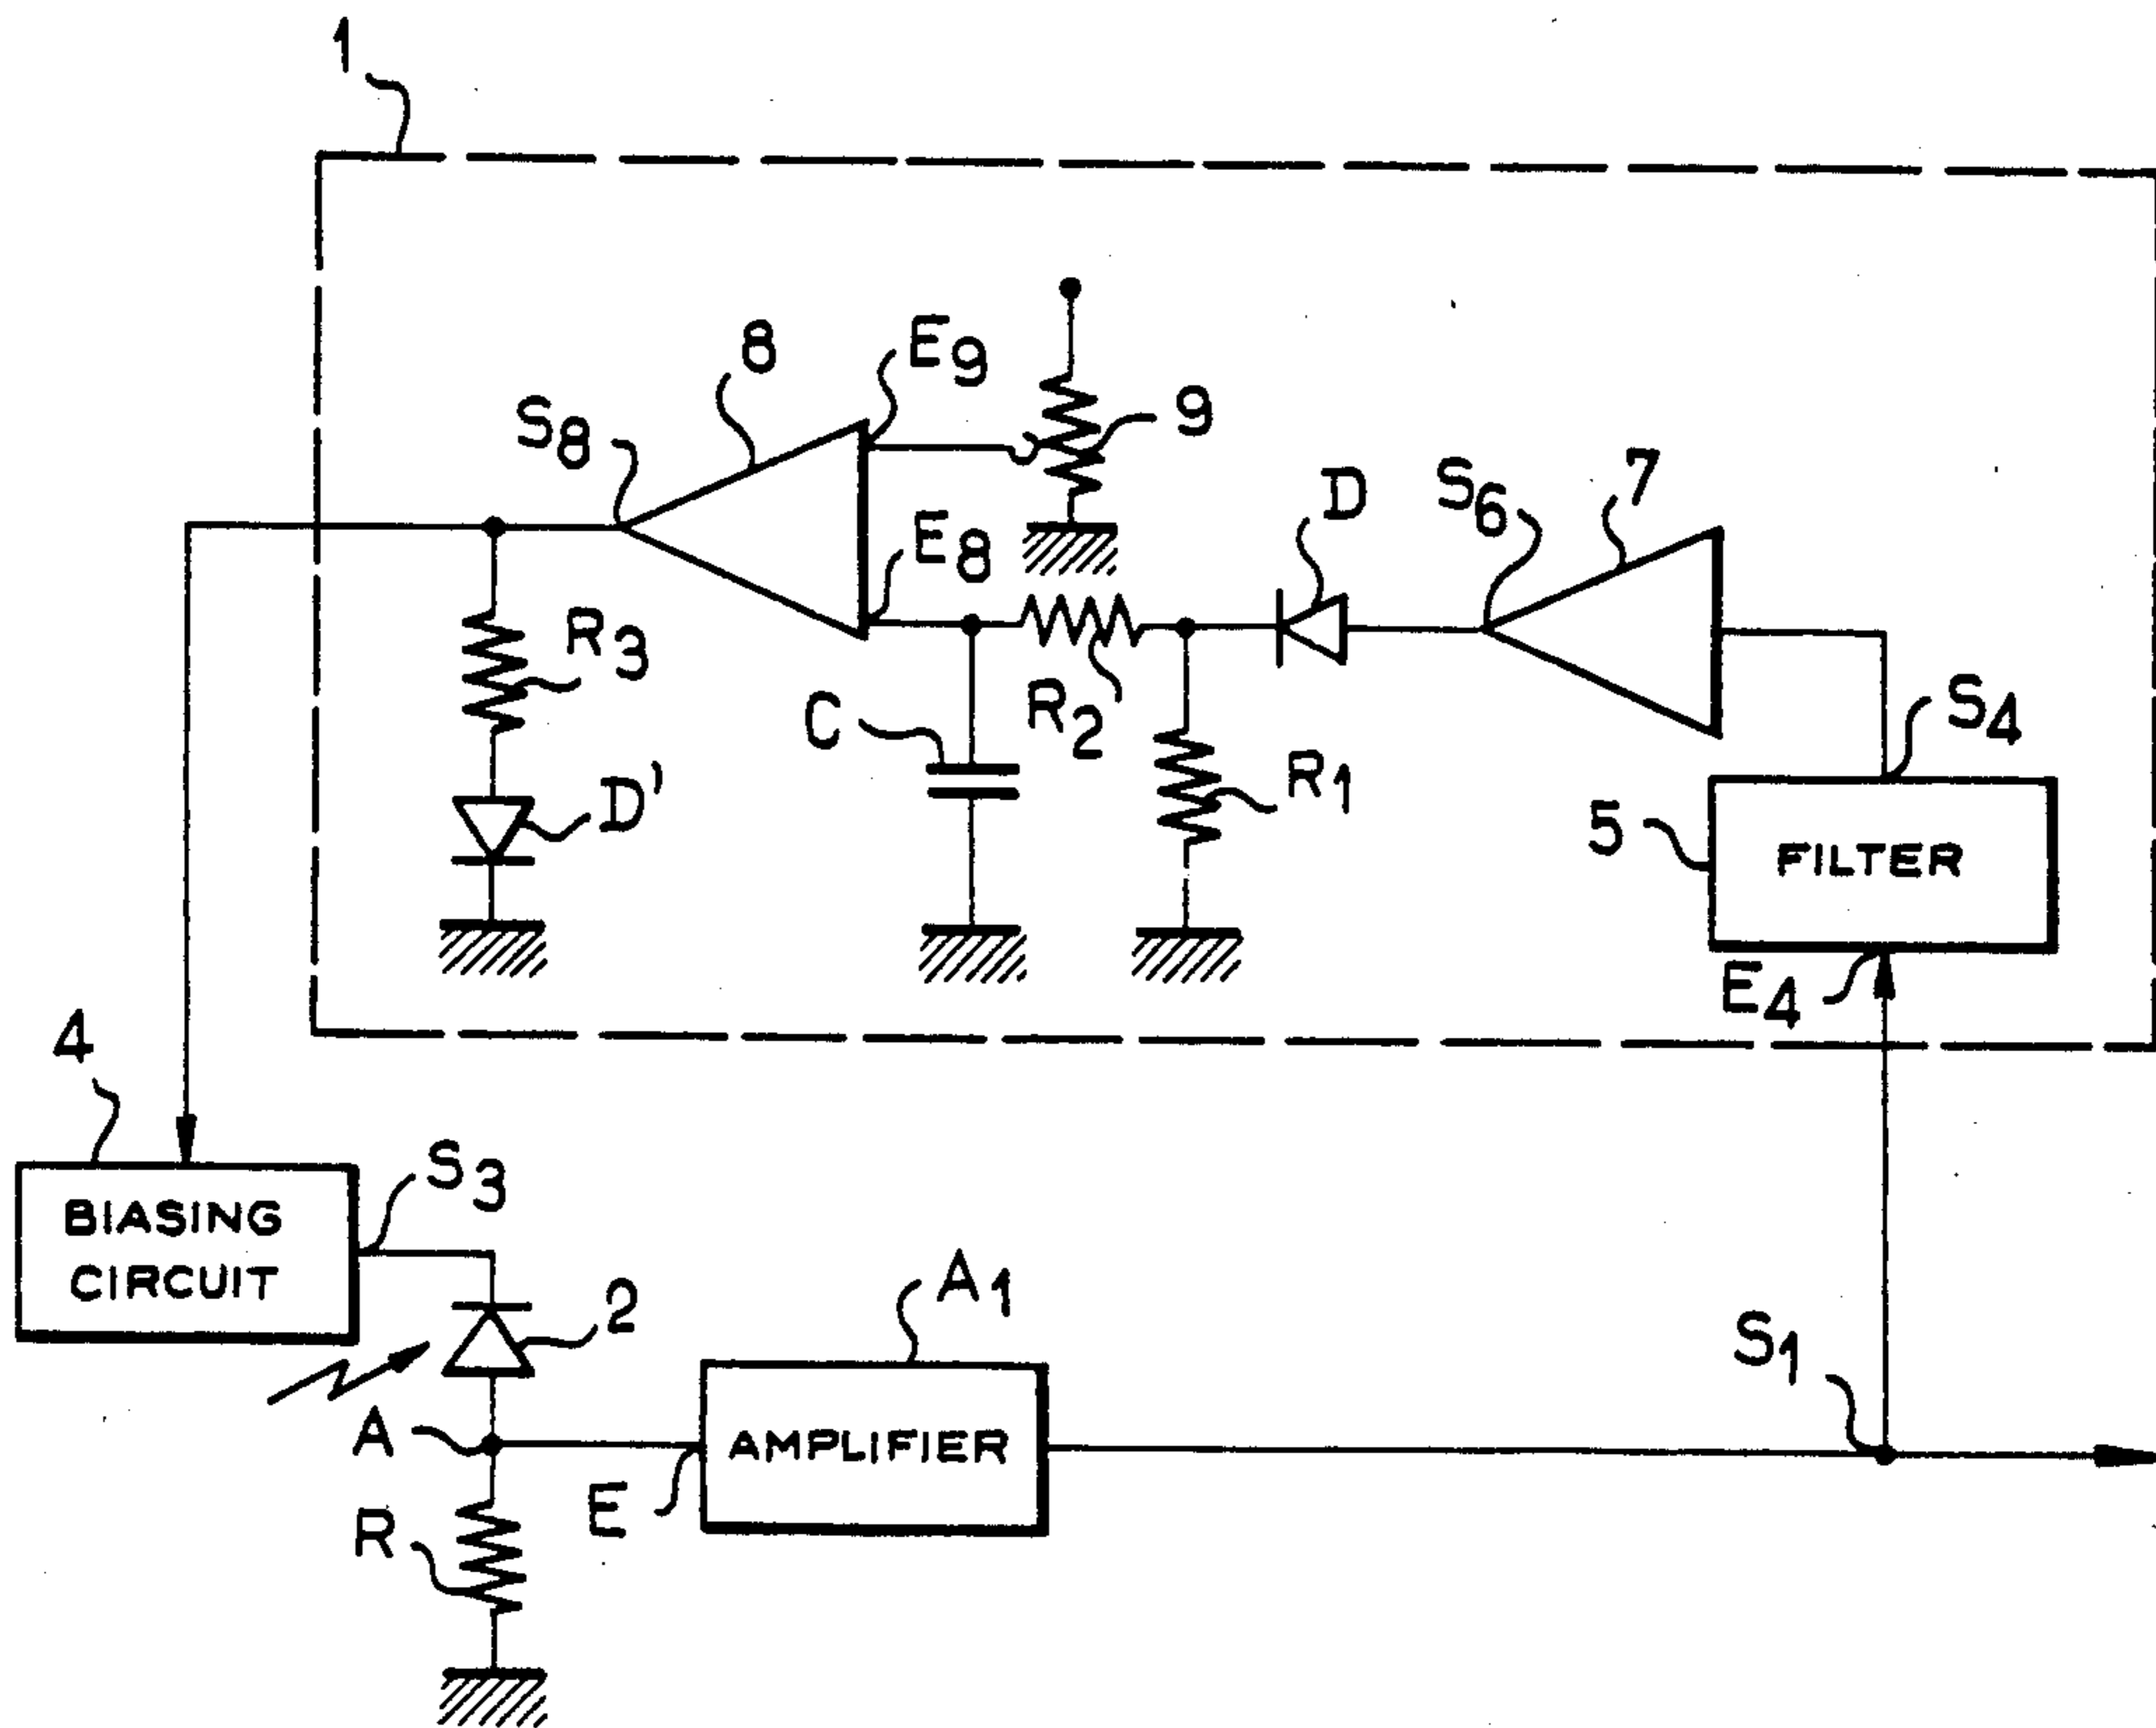 1
8
E9
9
S8
D
S6
7
E8
R3
R2
C
S4
R1
D'
5
FILTER
E4
4
S3
BIASING
CIRCUIT
2
A1
S1
A
AMPLIFIER
E
R